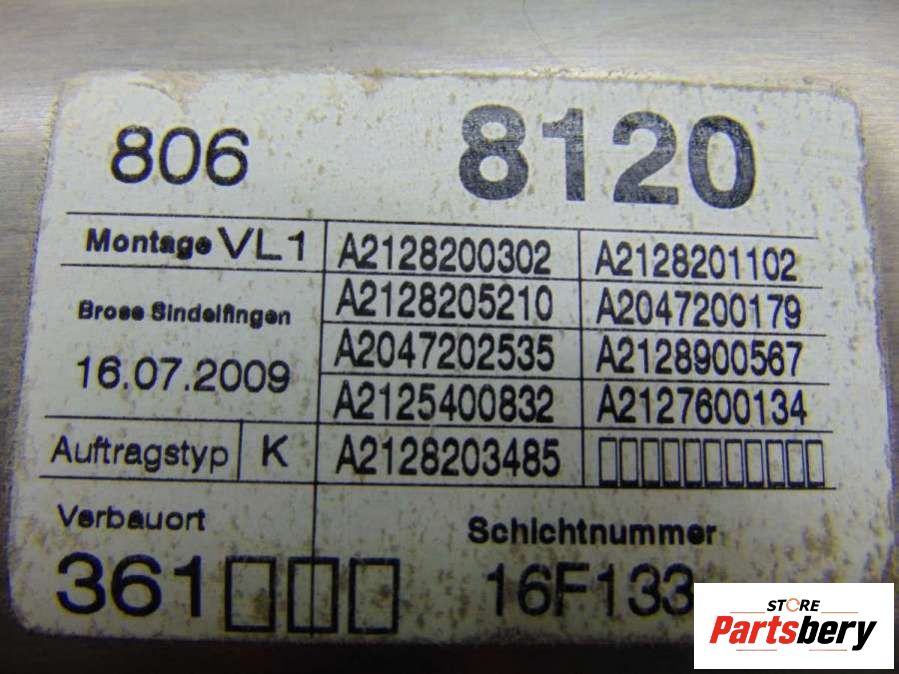 806 8120
Montage VL1 A2128200302 A2128201102
A2128205210 A2047200179
Brose Sindelfingen
A2047202535 A2128900567
16.07.2009
A2125400832 A2127600134
Auftragstyp K A2128203485
Verbauort Schichtnummer
361 16F133
STORE
Partsbery